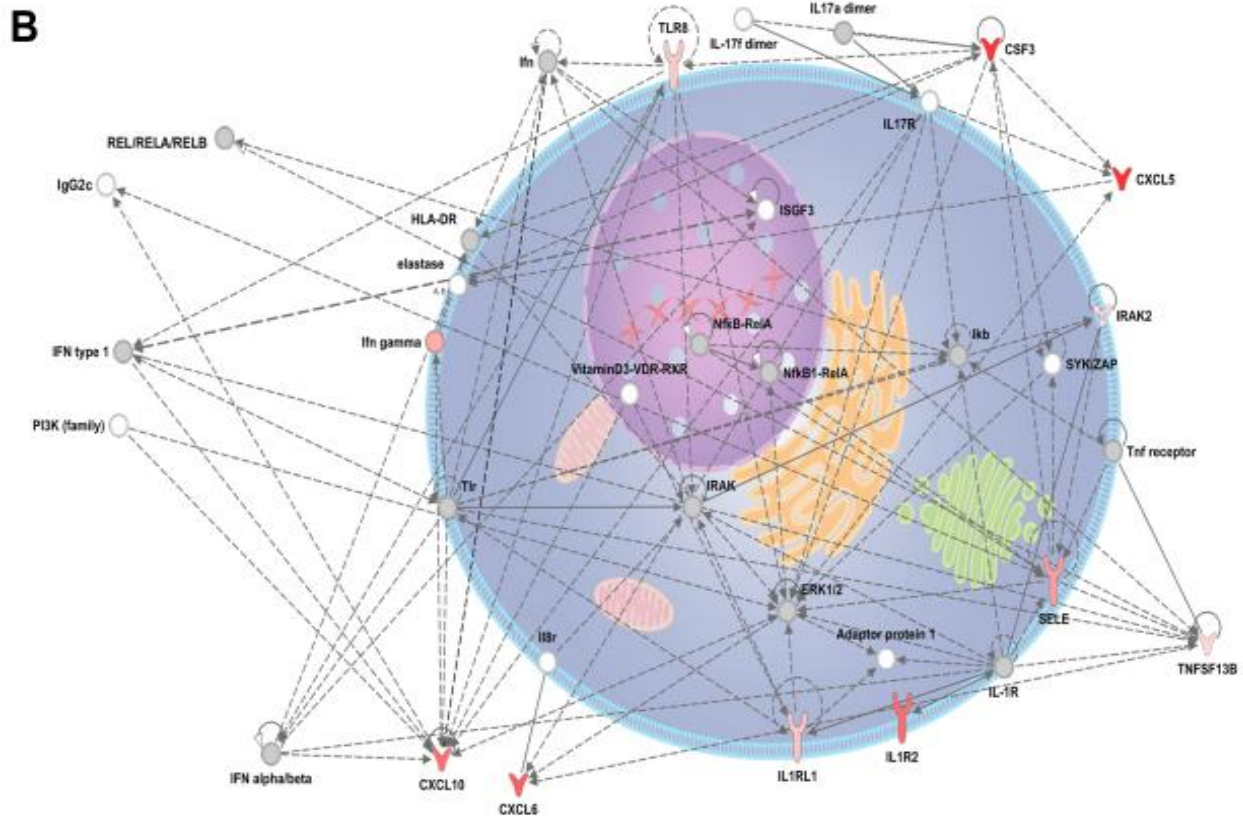 B
IL17a dimer
TLR8
IL-17f dimer
CSF3
Ifn
IL17R
REL/RELA/RELB
IgG2c
CXCL5
HLA-DR
ISGF3
elastase
IRAK2
NfkB-RelA
Ikb
Ifn gamma
IFN type 1
SYK/ZAP
VitaminD3-VDR-RXR
NfkB1-RelA
PI3K (family)
Tnf receptor
Tlr
IRAK
ERK1/2
SELE
Il8r
Adaptor protein 1
TNFSF13B
IL-1R
IL1R2
IL1RL1
IFN alpha/beta
CXCL10
CXCL6